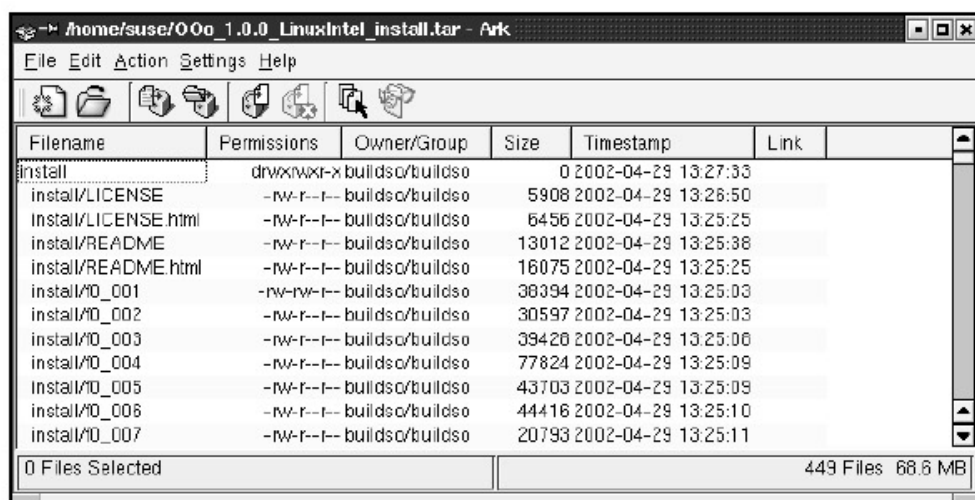 /home/suse/OOo_1.0.0_LinuxIntel_install.tar - Ark
File Edit Action Settings Help
Filename Permissions Owner/Group Size Timestamp Link
install drwxrwxr-x buildso/buildso 0 2002-04-29 13:27:33
install/LICENSE -rw-r--r-- buildso/buildso 5908 2002-04-29 13:26:50
install/LICENSE.html -rw-r--r-- buildso/buildso 6456 2002-04-29 13:25:25
install/README -rw-r--r-- buildso/buildso 13012 2002-04-29 13:25:38
install/README.html -rw-r--r-- buildso/buildso 16075 2002-04-29 13:25:25
install/f0_001 -rw-rw-r-- buildso/buildso 38394 2002-04-29 13:25:03
install/f0_002 -rw-r--r-- buildso/buildso 30597 2002-04-29 13:25:03
install/f0_003 -rw-r--r-- buildso/buildso 39428 2002-04-29 13:25:08
install/f0_004 -rw-r--r-- buildso/buildso 77824 2002-04-29 13:25:09
install/f0_005 -rw-r--r-- buildso/buildso 43703 2002-04-29 13:25:09
install/f0_006 -rw-r--r-- buildso/buildso 44416 2002-04-29 13:25:10
install/f0_007 -rw-r--r-- buildso/buildso 20793 2002-04-29 13:25:11
0 Files Selected 449 Files 68.6 MB